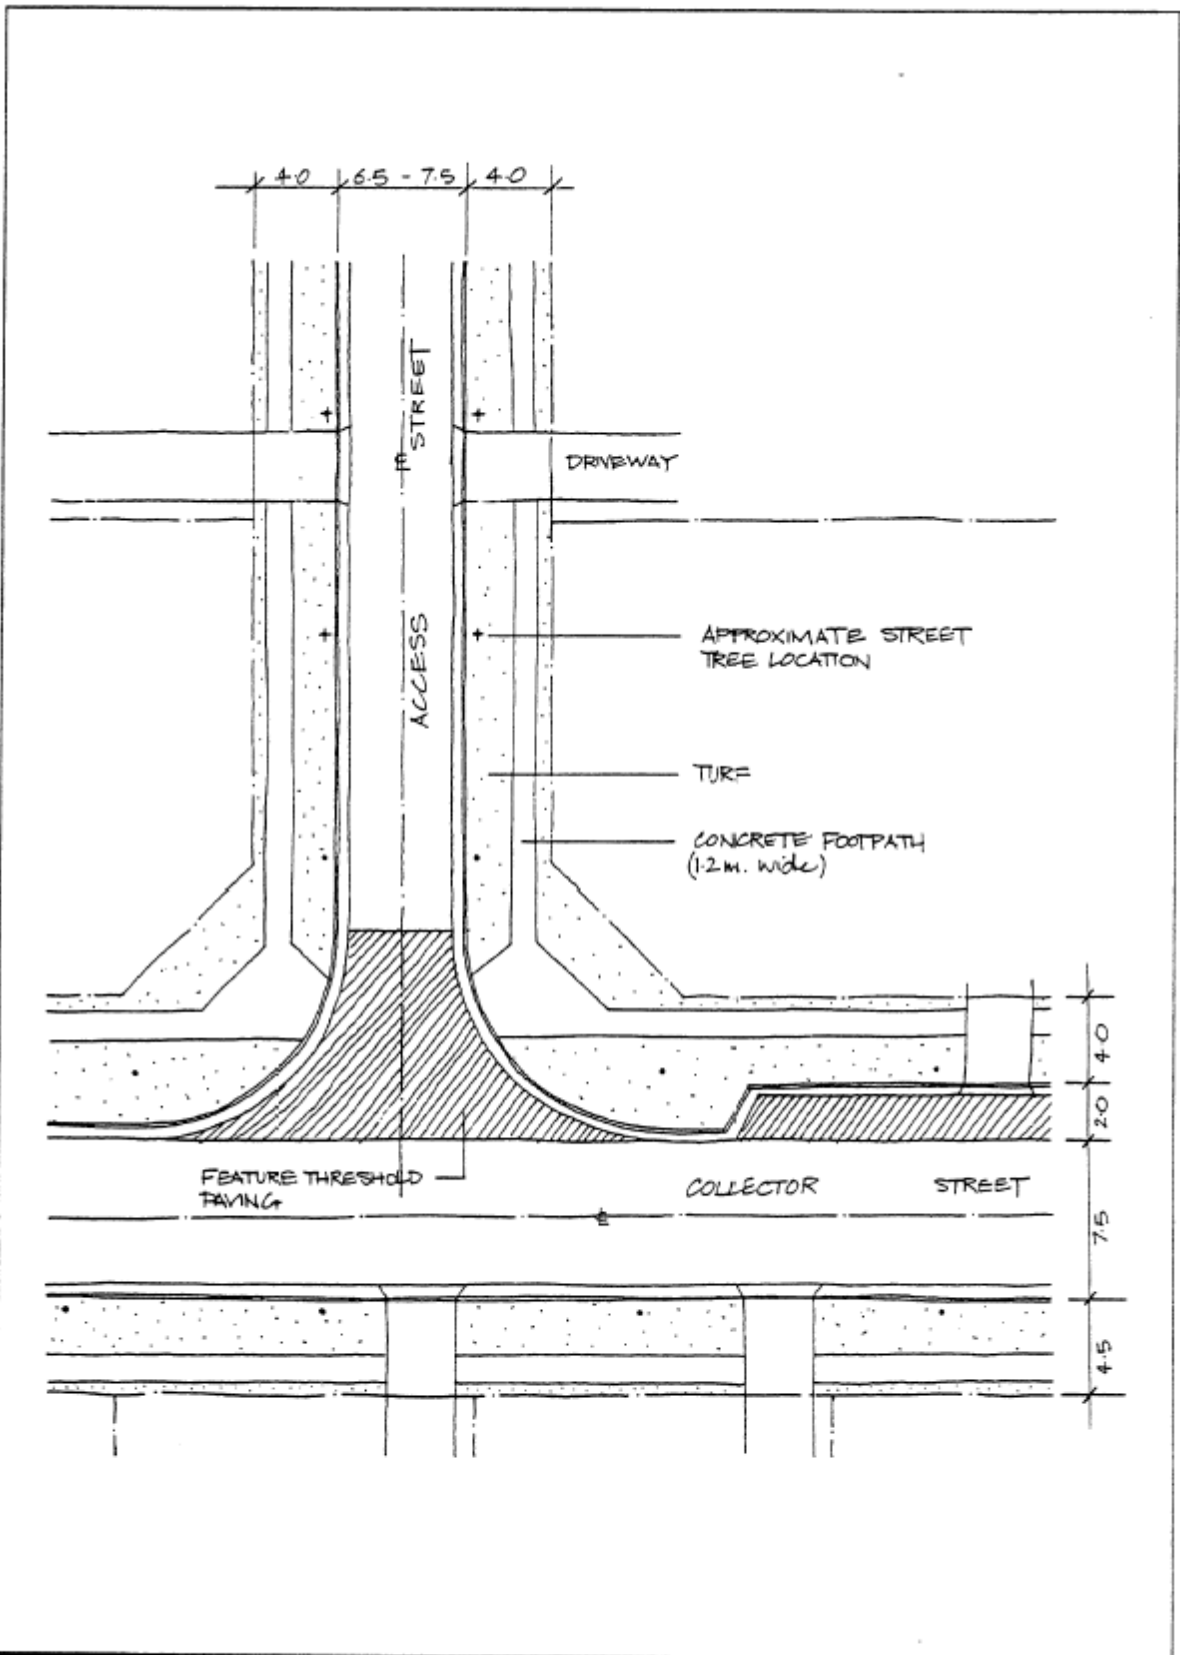 4.0 6.5 - 7.5 4.0
STREET
℄
DRIVEWAY
ACCESS
APPROXIMATE STREET
TREE LOCATION
TURF
CONCRETE FOOTPATH
(1.2m. wide)
4.0
2.0
FEATURE THRESHOLD
PAVING
COLLECTOR STREET
℄
7.5
4.5